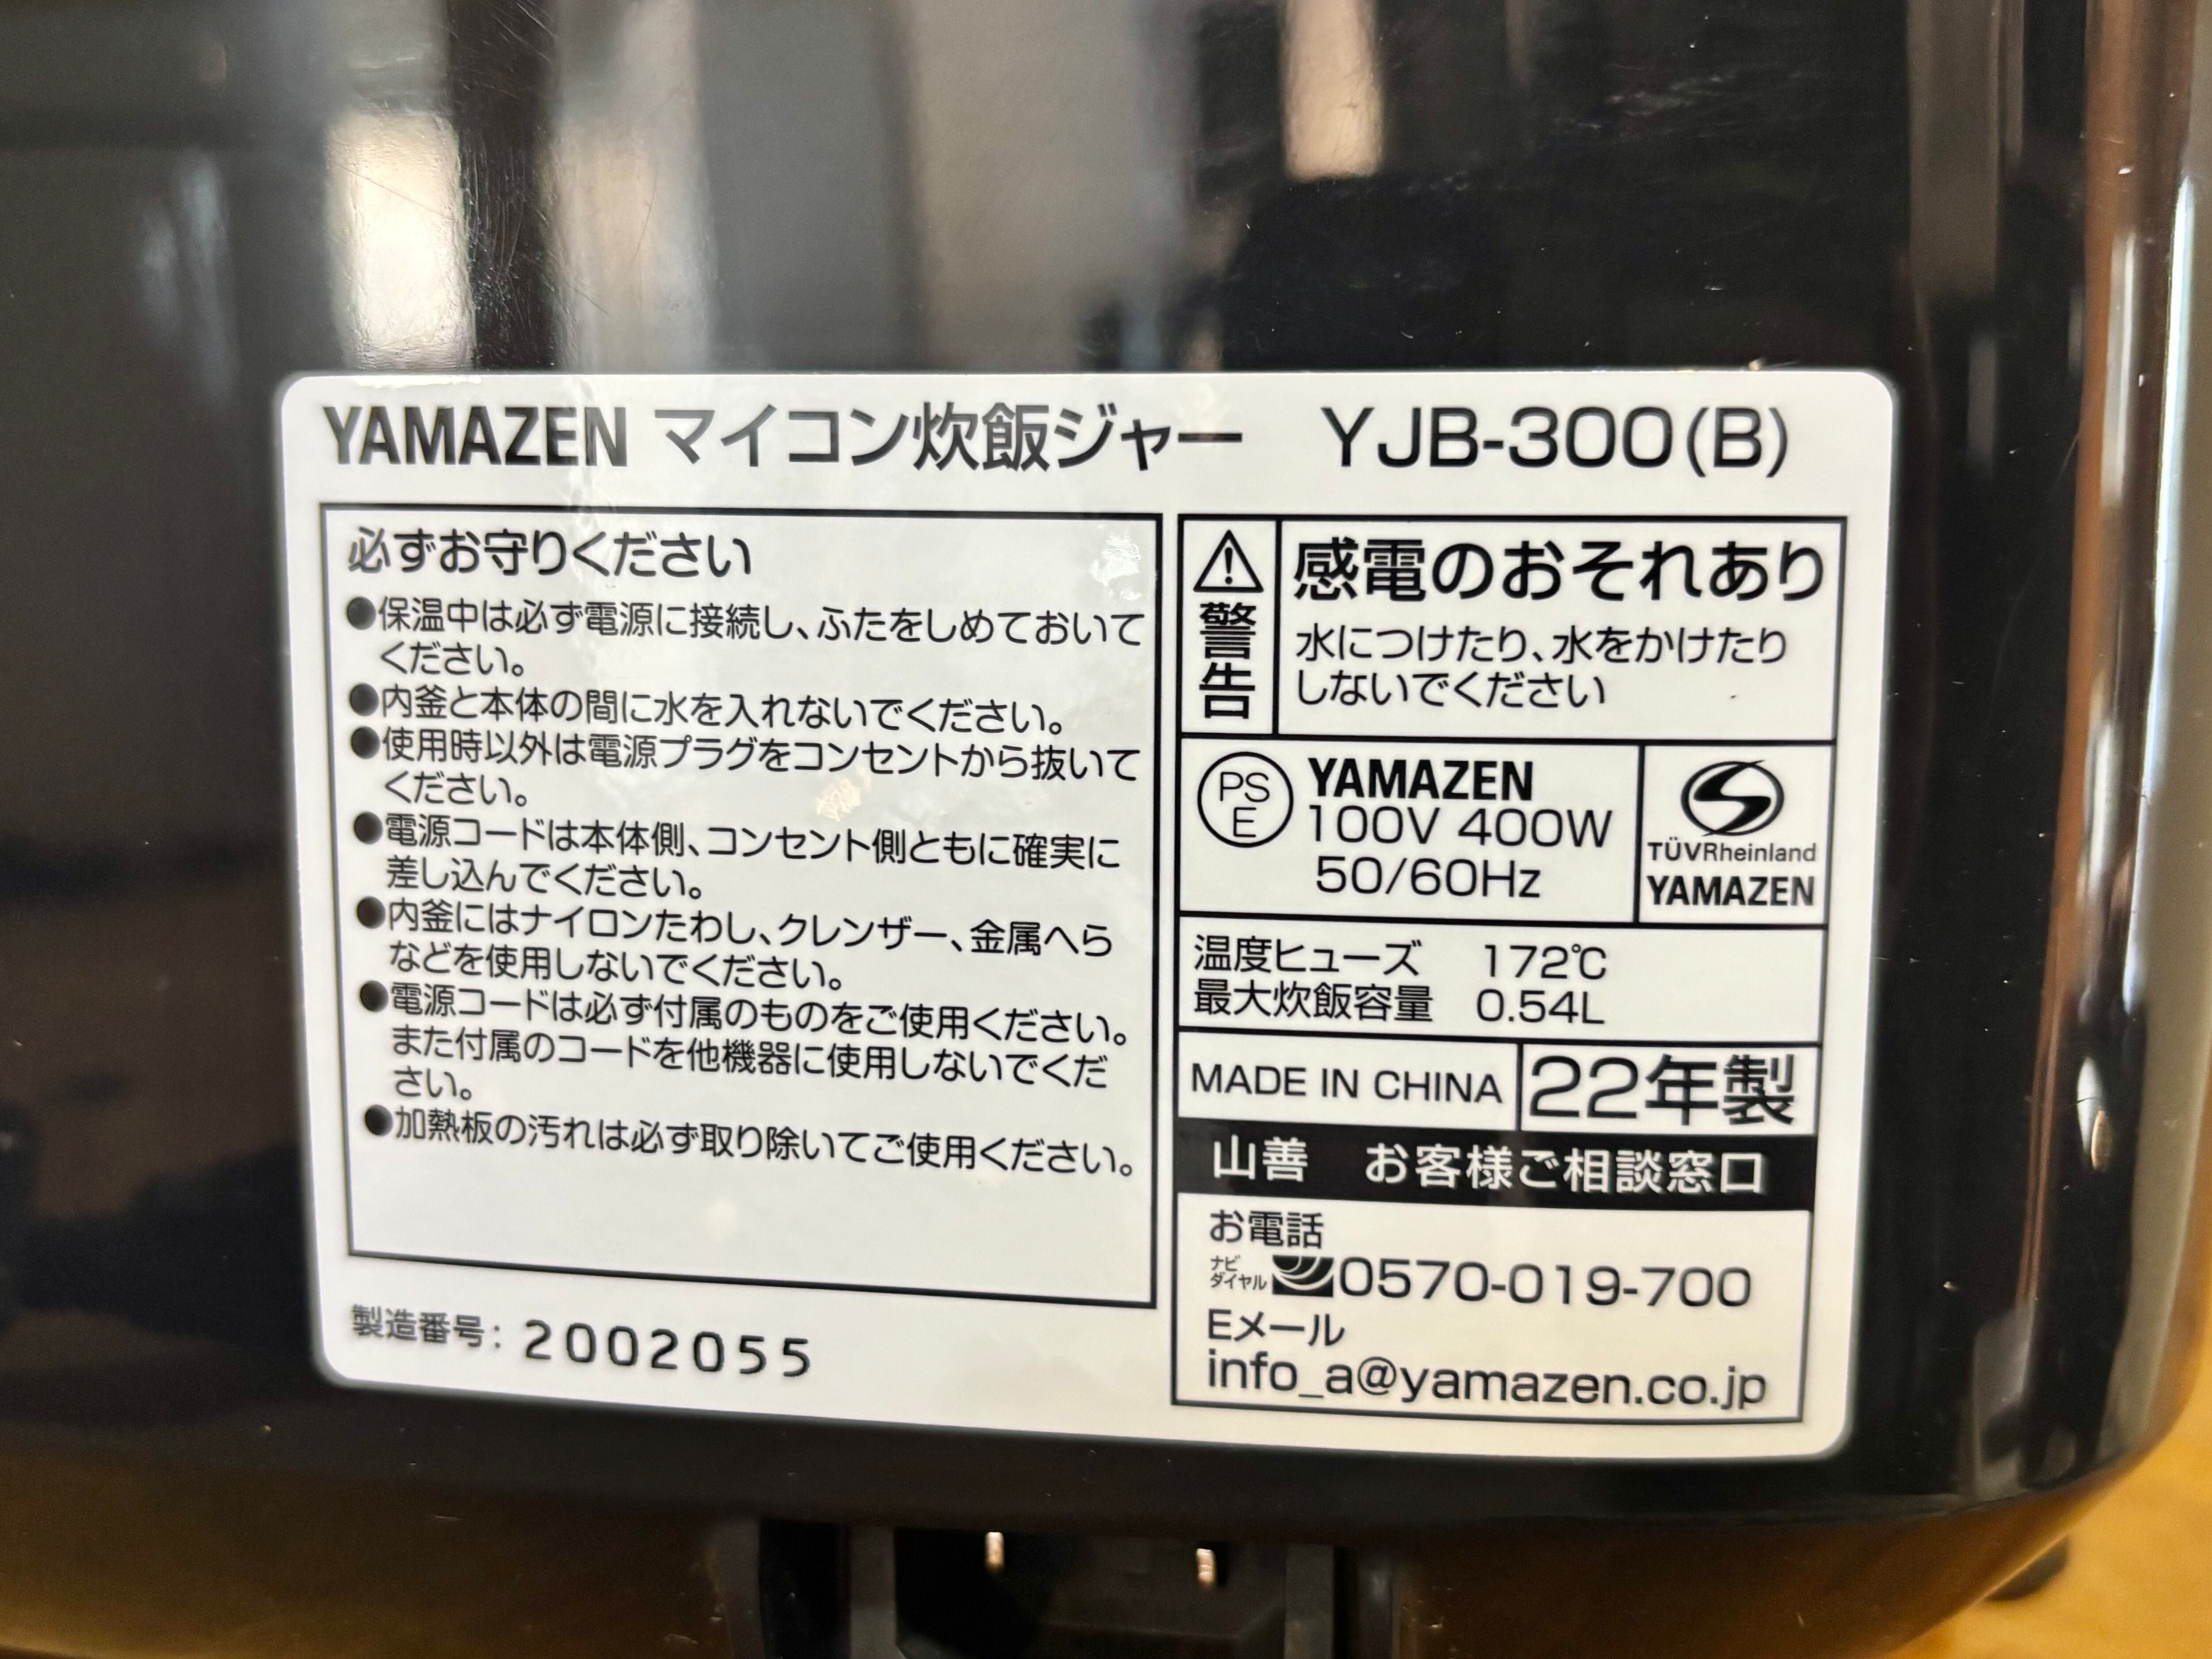 YAMAZEN マイコン炊飯ジャー YJB-300(B)
必ずお守りください
●保温中は必ず電源に接続し、ふたをしめておいて
ください。
●内釜と本体の間に水を入れないでください。
●使用時以外は電源プラグをコンセントから抜いて
ください。
●電源コードは本体側、コンセント側ともに確実に
差し込んでください。
●内釜にはナイロンたわし、クレンザー、金属へら
などを使用しないでください。
●電源コードは必ず付属のものをご使用ください。
また付属のコードを他機器に使用しないでくだ
さい。
●加熱板の汚れは必ず取り除いてご使用ください。
製造番号: 2002055
警告
感電のおそれあり
水につけたり、水をかけたり
しないでください
PS
E
YAMAZEN
100V 400W
50/60Hz
TÜVRheinland
YAMAZEN
温度ヒューズ 172℃
最大炊飯容量 0.54L
MADE IN CHINA
22年製
山善 お客様ご相談窓口
お電話
ナビ
ダイヤル
0570-019-700
Eメール
info_a@yamazen.co.jp